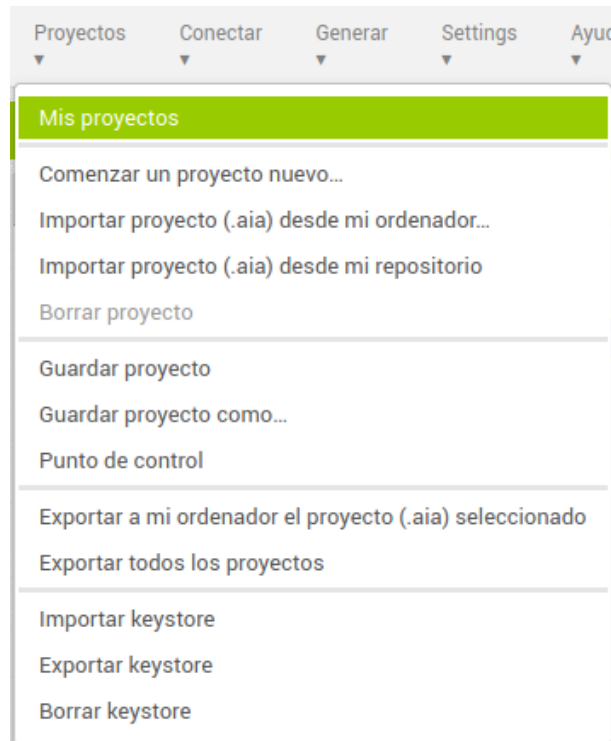 Proyectos Conectar Generar Settings
Mis proyectos
Comenzar un proyecto nuevo…
Importar proyecto (.aia) desde mi ordenador…
Importar proyecto (.aia) desde mi repositorio
Borrar proyecto
Guardar proyecto
Guardar proyecto como…
Punto de control
Exportar a mi ordenador el proyecto (.aia) seleccionado
Exportar todos los proyectos
Importar keystore
Exportar keystore
Borrar keystore